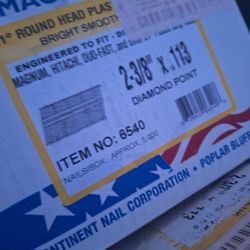 1° ROUND HEAD PLAS
BRIGHT SMOOTH
ENGINEERED TO FIT -
MAGNUM, HITACHI, DUO-FAST, and
2-3/8" X .113
DIAMOND POINT
ITEM NO: 6540
NAILS/BOX: APPROX. 5,000
CONTINENT NAIL CORPORATION • POPLAR BLUFF